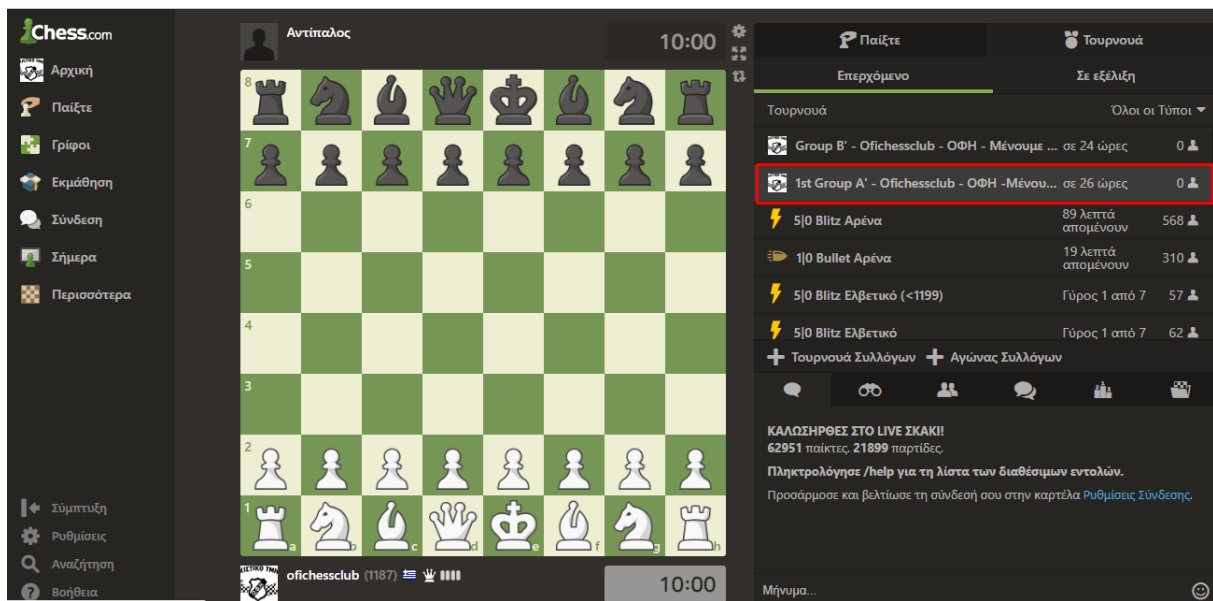 Chess.com
Αρχική
Παίξτε
Γρίφοι
Εκμάθηση
Σύνδεση
Σήμερα
Περισσότερα
Σύμπτυξη
Ρυθμίσεις
Αναζήτηση
Βοήθεια
Αντίπαλος
10:00
8
7
6
5
4
3
2
1
a b c d e f g h
ofichessclub (1187)
10:00
Παίξτε Τουρνουά
Επερχόμενο Σε εξέλιξη
Τουρνουά Όλοι οι Τύποι
Group B' - Ofichessclub - ΟΦΗ - Μένουμε ... σε 24 ώρες 0
1st Group A' - Ofichessclub - ΟΦΗ -Μένου... σε 26 ώρες 0
5|0 Blitz Αρένα 89 λεπτά απομένουν 568
1|0 Bullet Αρένα 19 λεπτά απομένουν 310
5|0 Blitz Ελβετικό (<1199) Γύρος 1 από 7 57
5|0 Blitz Ελβετικό Γύρος 1 από 7 62
Τουρνουά Συλλόγων Αγώνας Συλλόγων
ΚΑΛΩΣΗΡΘΕΣ ΣΤΟ LIVE ΣΚΑΚΙ!
62951 παίκτες. 21899 παρτίδες.
Πληκτρολόγησε /help για τη λίστα των διαθέσιμων εντολών.
Προσάρμοσε και βελτίωσε τη σύνδεσή σου στην καρτέλα Ρυθμίσεις Σύνδεσης.
Μήνυμα...